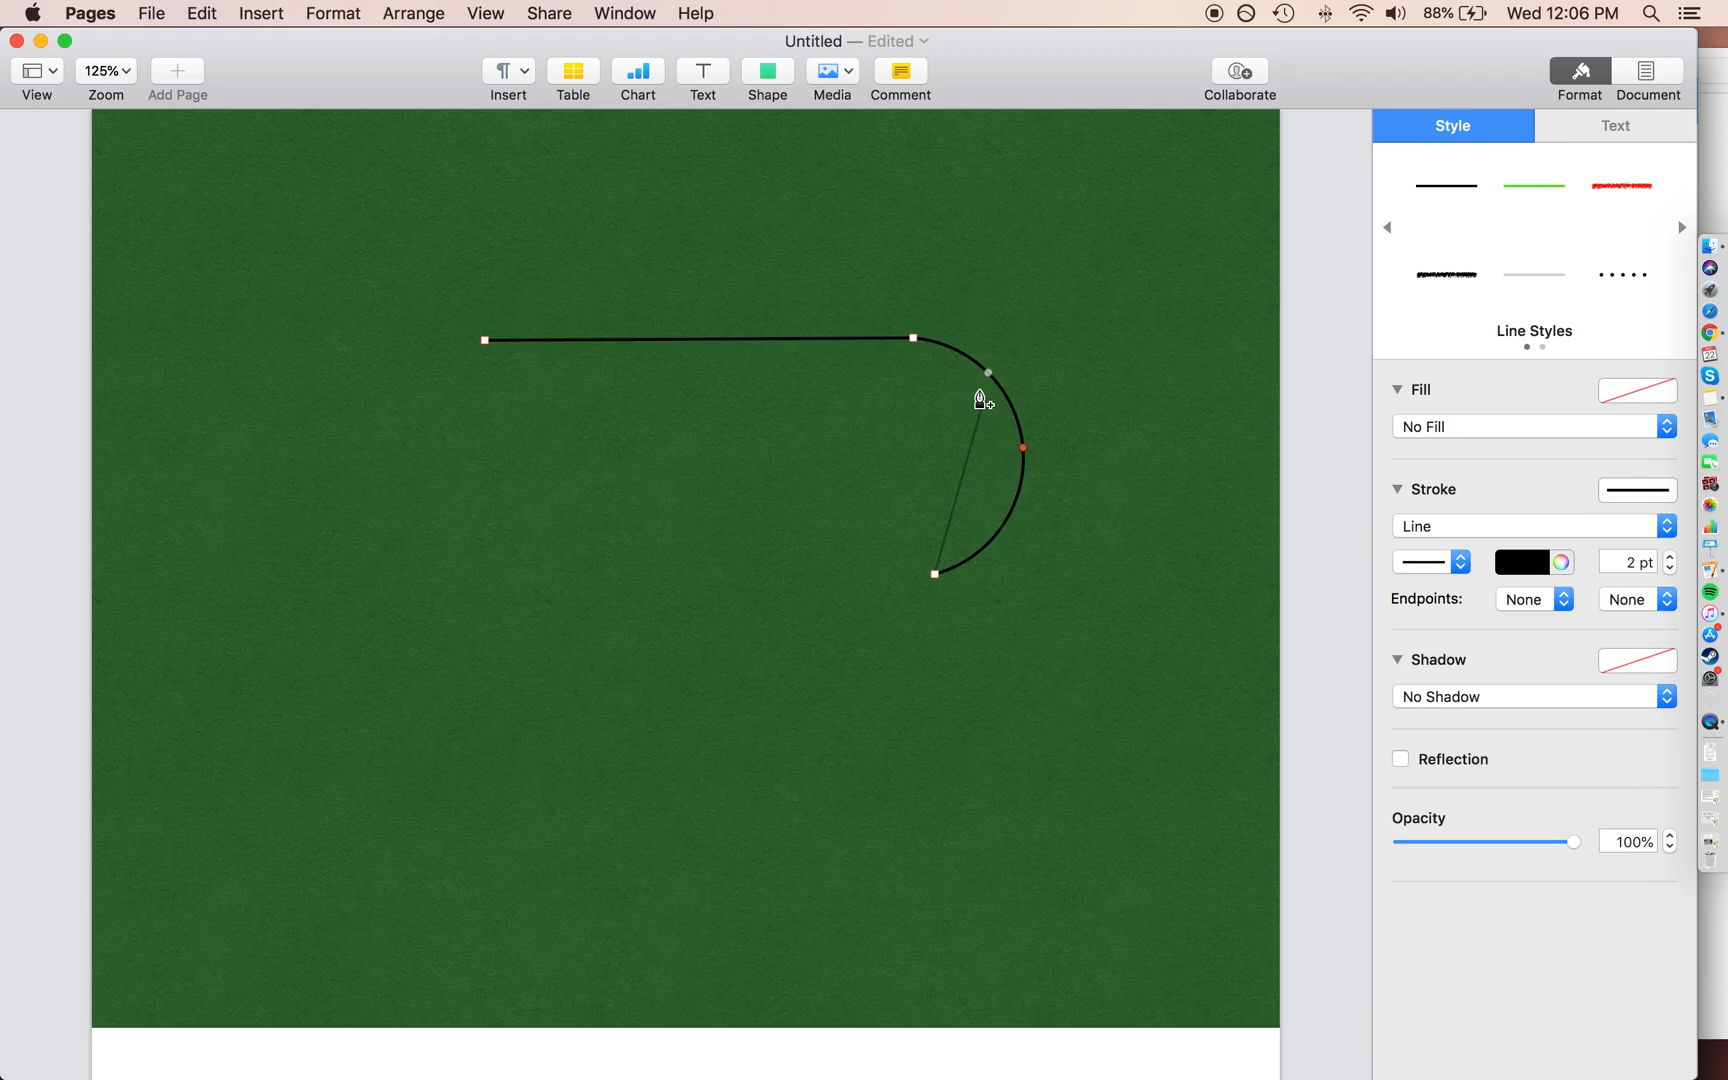 Pages File Edit Insert Format Arrange View Share Window Help 88% Wed 12:06 PM
Untitled — Edited
125%
View Zoom Add Page Insert Table Chart Text Shape Media Comment Collaborate Format Document
Style Text
Line Styles
Fill
No Fill
Stroke
Line
2 pt
Endpoints: None None
Shadow
No Shadow
Reflection
Opacity
100%
22